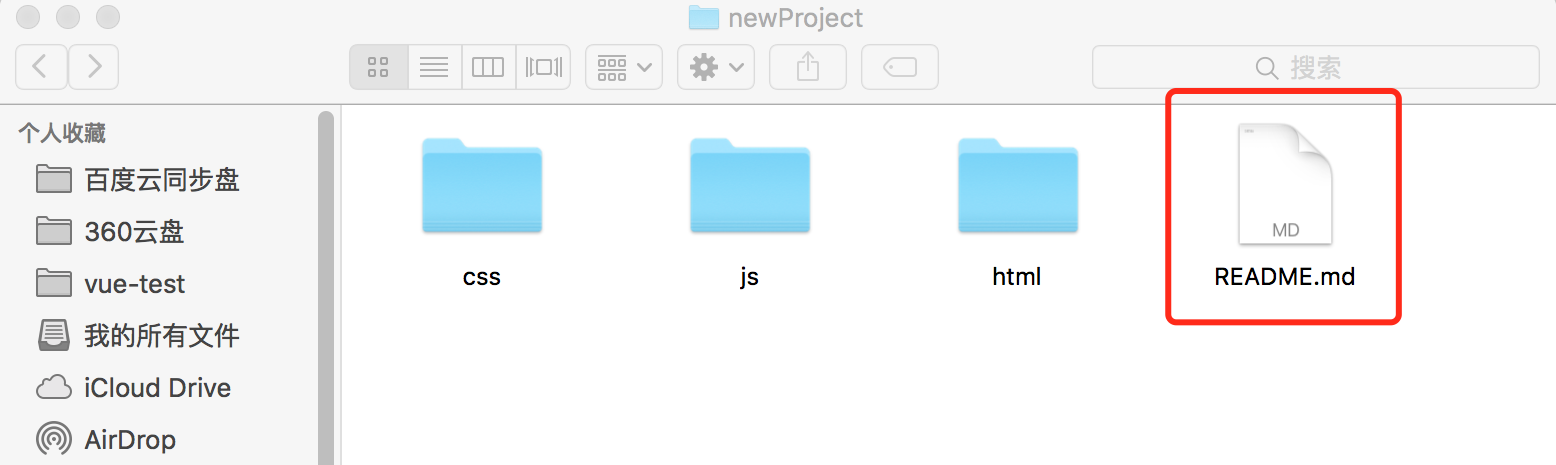 newProject
搜索
个人收藏
百度云同步盘
360云盘
vue-test
我的所有文件
iCloud Drive
AirDrop
css
js
html
MD
README.md